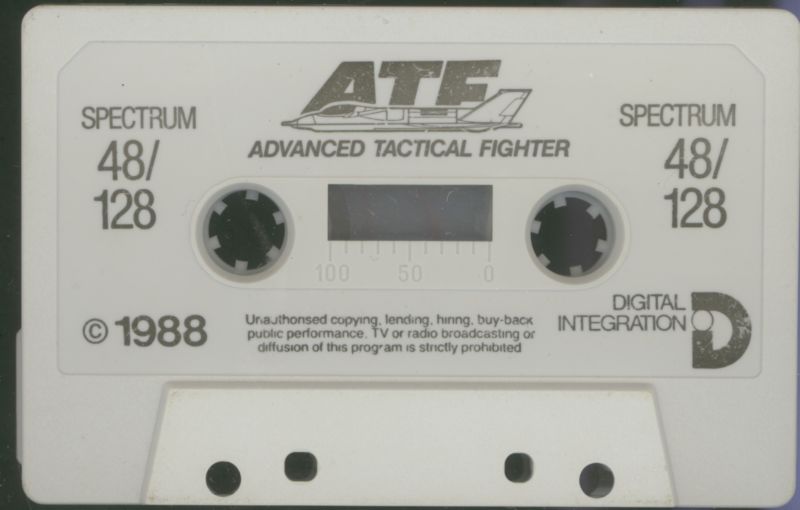 ATF
ADVANCED TACTICAL FIGHTER
SPECTRUM
48/
128
SPECTRUM
48/
128
100 50 0
© 1988
Unauthorised copying, lending, hiring, buy-back
public performance, TV or radio broadcasting or
diffusion of this program is strictly prohibited
DIGITAL
INTEGRATION
D